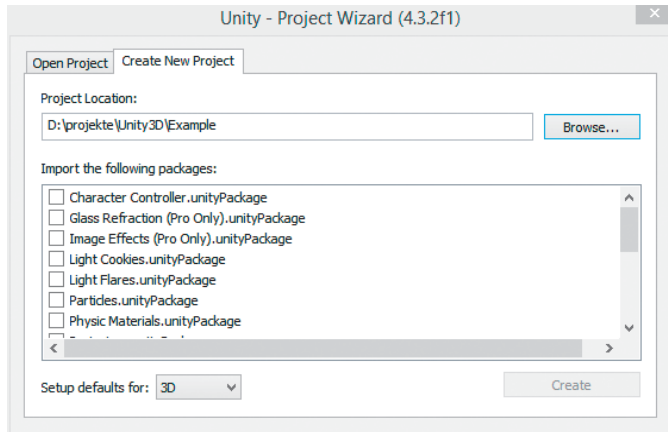 Unity - Project Wizard (4.3.2f1)
Open Project
Create New Project
Project Location:
D:\projekte\Unity3D\Example
Browse...
Import the following packages:
Character Controller.unityPackage
Glass Refraction (Pro Only).unityPackage
Image Effects (Pro Only).unityPackage
Light Cookies.unityPackage
Light Flares.unityPackage
Particles.unityPackage
Physic Materials.unityPackage
Setup defaults for: 3D
Create